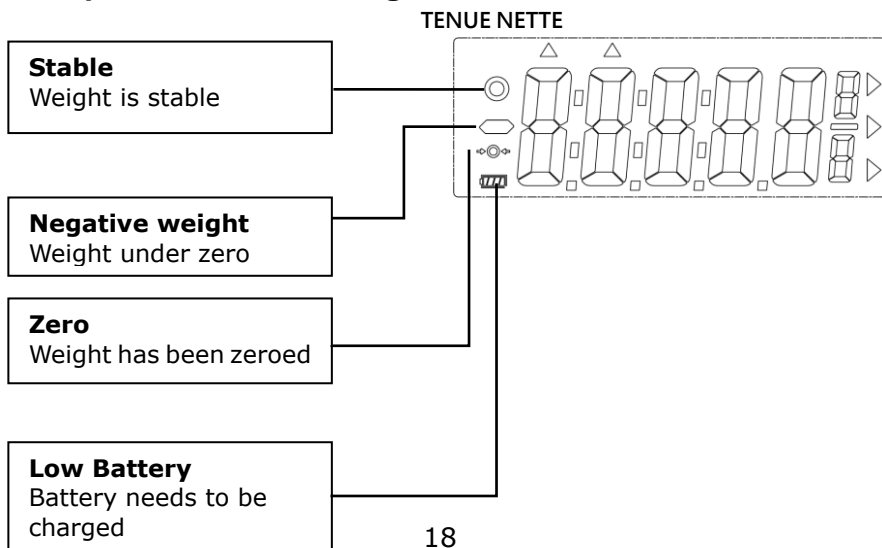 TENUE NETTE
Stable
Weight is stable
Negative weight
Weight under zero
Zero
Weight has been zeroed
Low Battery
Battery needs to be
charged
18